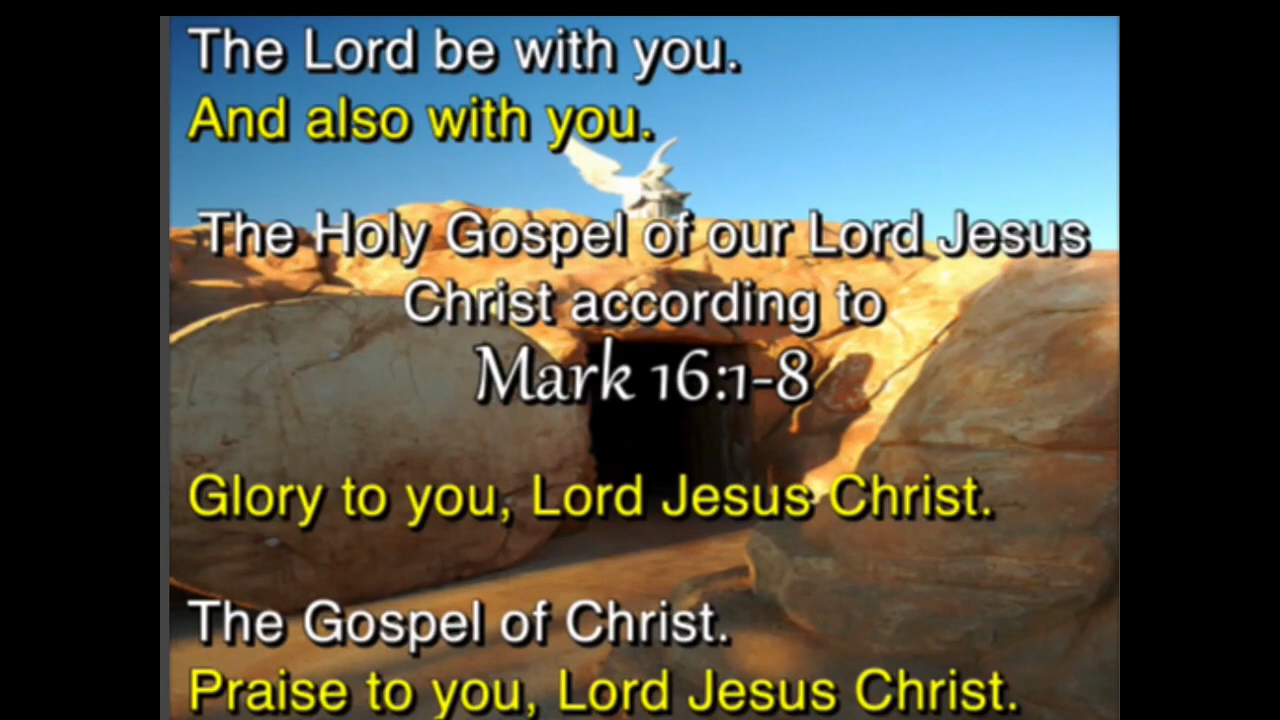 The Lord be with you.
And also with you.
The Holy Gospel of our Lord Jesus
Christ according to
Mark 16:1-8
Glory to you, Lord Jesus Christ.
The Gospel of Christ.
Praise to you, Lord Jesus Christ.